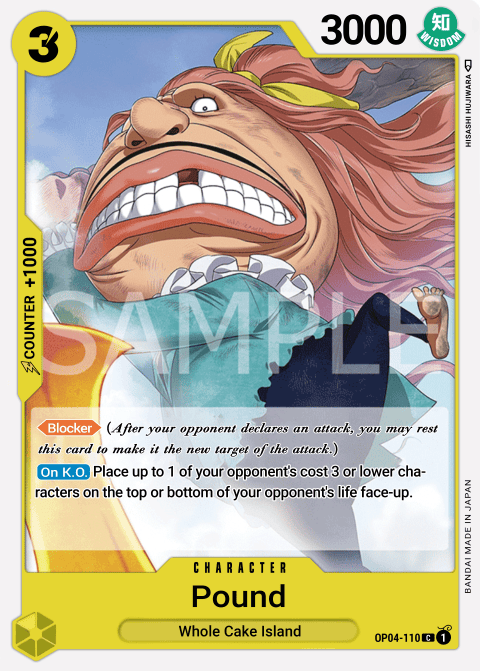 3
3000
知
WISDOM
HISASHI HUJIWARA
COUNTER +1000
SAMPLE
Blocker (After your opponent declares an attack, you may rest
this card to make it the new target of the attack.)
On K.O. Place up to 1 of your opponent's cost 3 or lower cha-
racters on the top or bottom of your opponent's life face-up.
BANDAI MADE IN JAPAN
CHARACTER
Pound
Whole Cake Island
OP04-110 C 1